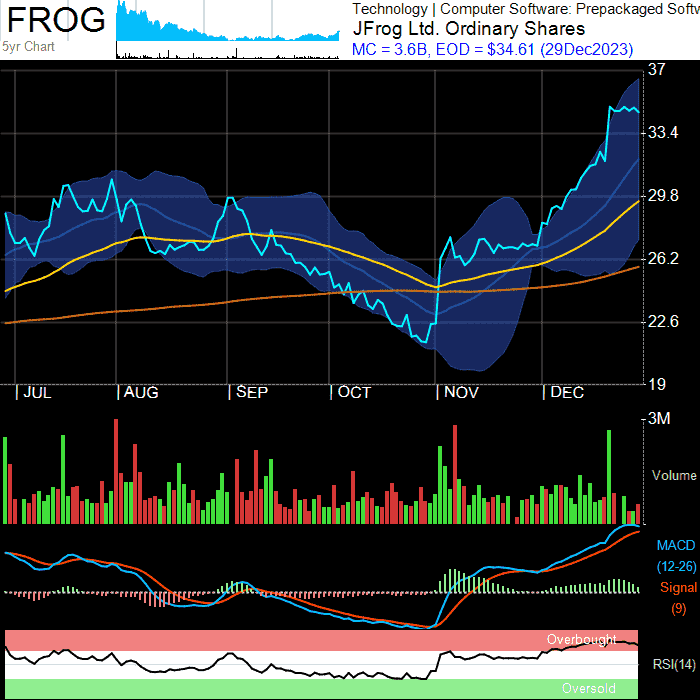 FROG
5yr Chart
Technology | Computer Software: Prepackaged Softw
JFrog Ltd. Ordinary Shares
MC = 3.6B, EOD = $34.61 (29Dec2023)
37
33.4
29.8
26.2
22.6
19
JUL AUG SEP OCT NOV DEC
3M
Volume
MACD
(12-26)
Signal
(9)
Overbought
RSI(14)
Oversold